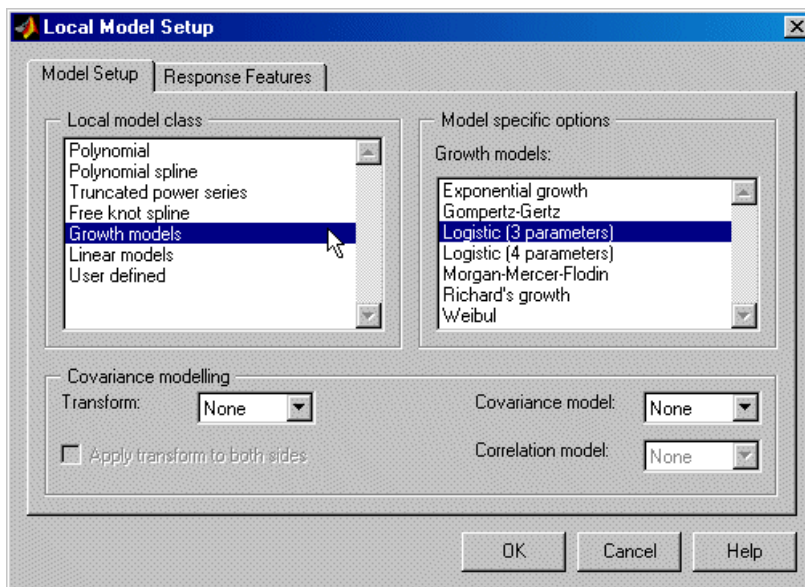 Local Model Setup
Model Setup
Response Features
Local model class
Polynomial
Polynomial spline
Truncated power series
Free knot spline
Growth models
Linear models
User defined
Model specific options
Growth models:
Exponential growth
Gompertz-Gertz
Logistic (3 parameters)
Logistic (4 parameters)
Morgan-Mercer-Flodin
Richard's growth
Weibul
Covariance modelling
Transform: None
Apply transform to both sides
Covariance model: None
Correlation model: None
OK Cancel Help